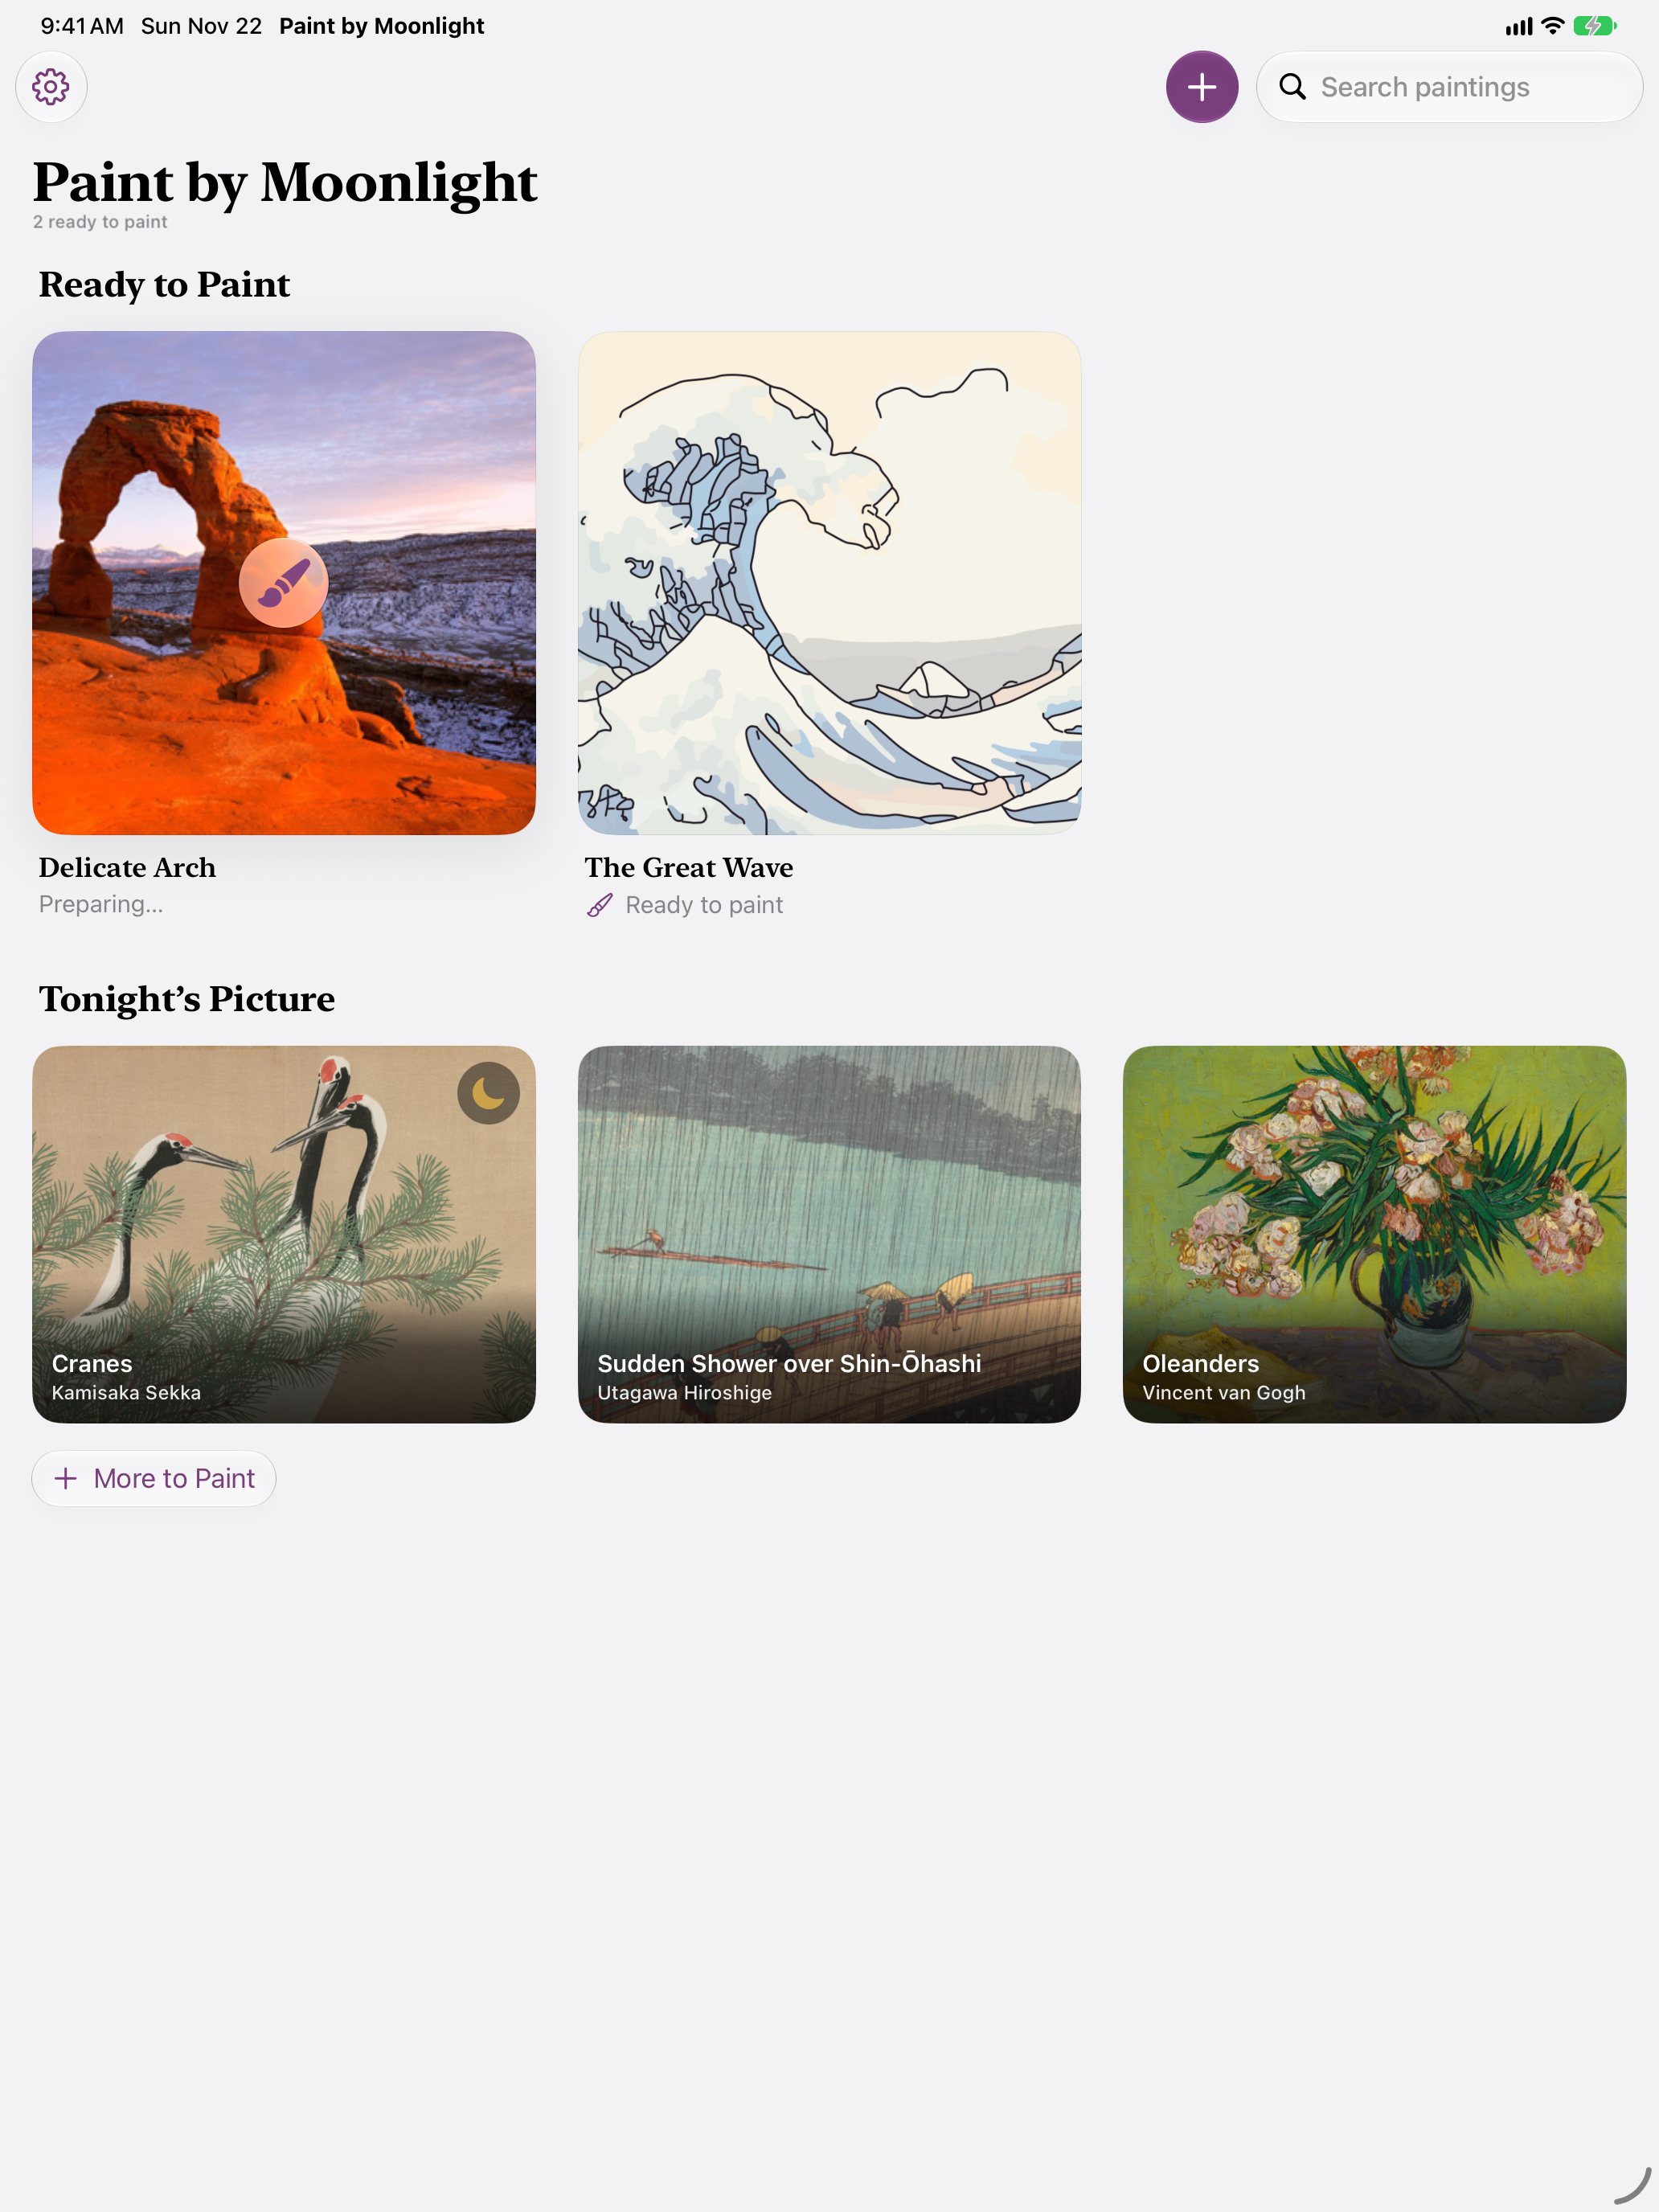 9:41 AM Sun Nov 22 Paint by Moonlight
Search paintings
Paint by Moonlight
2 ready to paint
Ready to Paint
Delicate Arch
Preparing...
The Great Wave
Ready to paint
Tonight’s Picture
Cranes
Kamisaka Sekka
Sudden Shower over Shin-Ōhashi
Utagawa Hiroshige
Oleanders
Vincent van Gogh
More to Paint